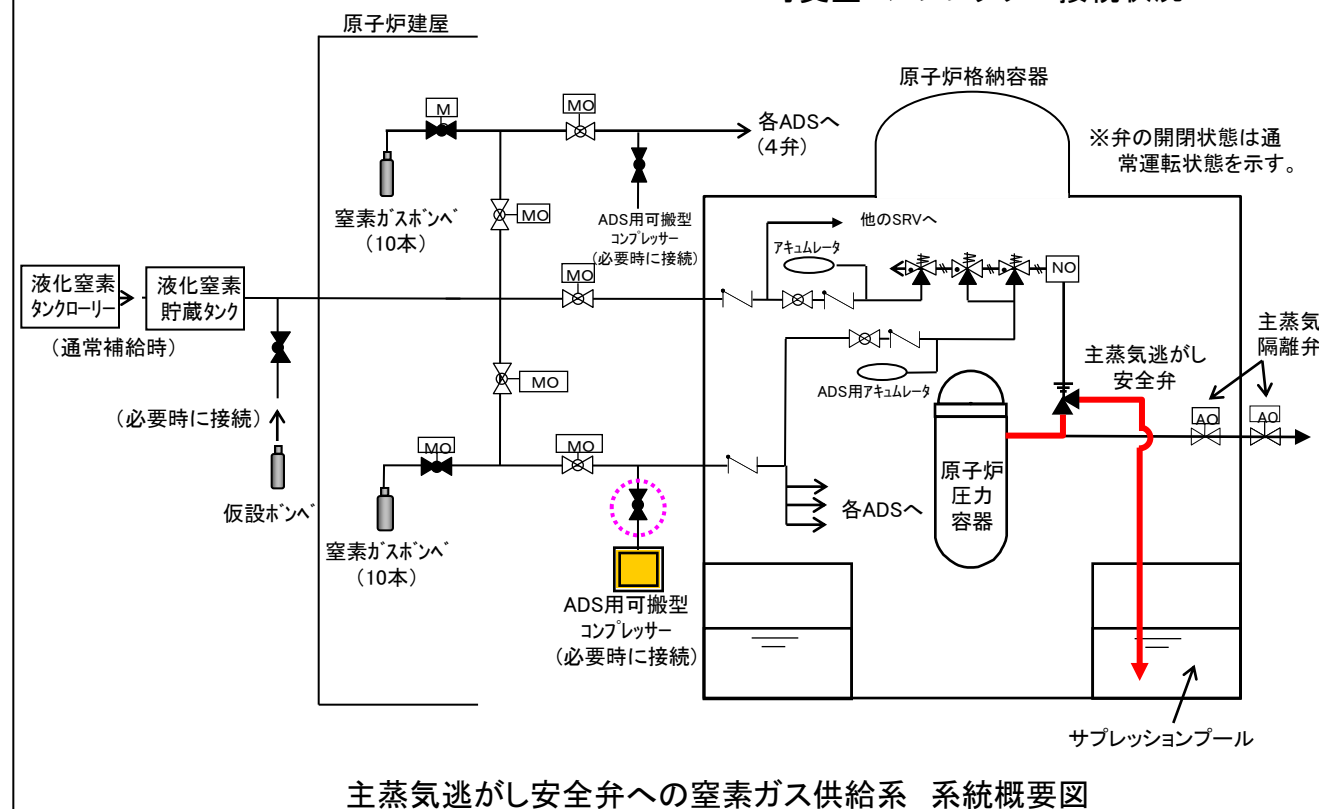 原子炉建屋
原子炉格納容器
M
MO
各ADSへ
(4弁)
※弁の開閉状態は通
常運転状態を示す。
窒素ガスボンベ
(10本)
MO
ADS用可搬型
コンプレッサー
(必要時に接続)
他のSRVへ
アキュムレータ
NO
液化窒素
タンクローリー
液化窒素
貯蔵タンク
MO
(通常補給時)
主蒸気
隔離弁
主蒸気逃がし
安全弁
MO
ADS用アキュムレータ
(必要時に接続)
AO
AO
MO
MO
原子炉
圧力
容器
仮設ボンベ
各ADSへ
窒素ガスボンベ
(10本)
ADS用可搬型
コンプレッサー
(必要時に接続)
サプレッションプール
主蒸気逃がし安全弁への窒素ガス供給系 系統概要図